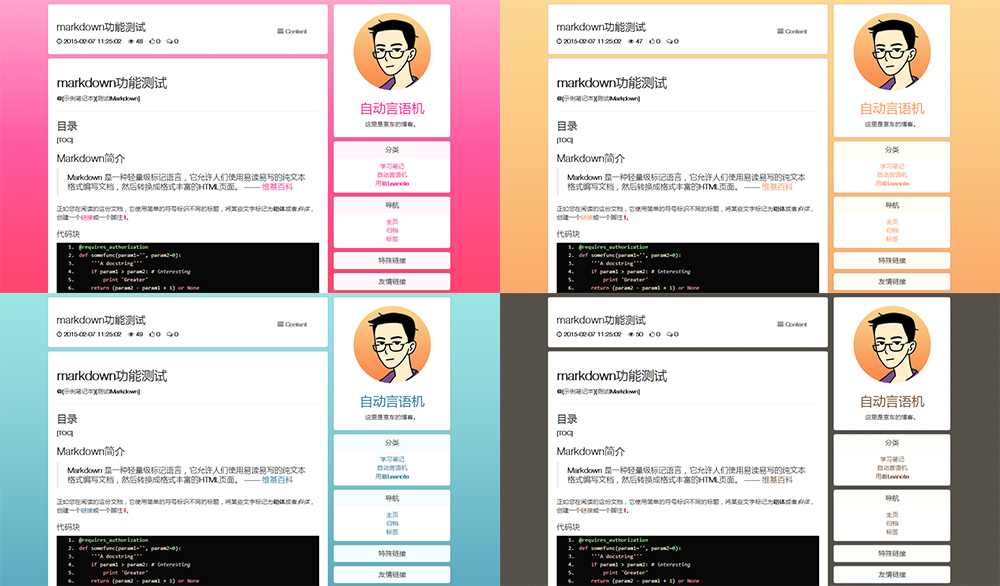 markdown功能测试
2015-02-07 11:25:02 48 0 0
Content
markdown功能测试
@(示例笔记本)[测试|Markdown]
目录
[TOC]
Markdown简介
Markdown 是一种轻量级标记语言，它允许人们使用易读易写的纯文本
格式编写文档，然后转换成格式丰富的HTML页面。 —— 维基百科
正如您在阅读的这份文档，它使用简单的符号标识不同的标题，将某些文字标记为粗体或者斜体，
创建一个链接或一个脚注1。
代码块
1. @requires_authorization
2. def somefunc(param1='', param2=0):
3. '''A docstring'''
4. if param1 > param2: # interesting
5. print 'Greater'
6. return (param2 - param1 + 1) or None
自动言语机
这里是车的博客。
分类
学习笔记
自动言语机
用着Leanote
导航
主页
归档
标签
特殊链接
友情链接
markdown功能测试
2015-02-07 11:25:02 47 0 0
Content
markdown功能测试
@(示例笔记本)[测试|Markdown]
目录
[TOC]
Markdown简介
Markdown 是一种轻量级标记语言，它允许人们使用易读易写的纯文本
格式编写文档，然后转换成格式丰富的HTML页面。 —— 维基百科
正如您在阅读的这份文档，它使用简单的符号标识不同的标题，将某些文字标记为粗体或者斜体，
创建一个链接或一个脚注1。
代码块
1. @requires_authorization
2. def somefunc(param1='', param2=0):
3. '''A docstring'''
4. if param1 > param2: # interesting
5. print 'Greater'
6. return (param2 - param1 + 1) or None
自动言语机
这里是车的博客。
分类
学习笔记
自动言语机
用着Leanote
导航
主页
归档
标签
特殊链接
友情链接
markdown功能测试
2015-02-07 11:25:02 49 0 0
Content
markdown功能测试
@(示例笔记本)[测试|Markdown]
目录
[TOC]
Markdown简介
Markdown 是一种轻量级标记语言，它允许人们使用易读易写的纯文本
格式编写文档，然后转换成格式丰富的HTML页面。 —— 维基百科
正如您在阅读的这份文档，它使用简单的符号标识不同的标题，将某些文字标记为粗体或者斜体，
创建一个链接或一个脚注1。
代码块
1. @requires_authorization
2. def somefunc(param1='', param2=0):
3. '''A docstring'''
4. if param1 > param2: # interesting
5. print 'Greater'
6. return (param2 - param1 + 1) or None
自动言语机
这里是车的博客。
分类
学习笔记
自动言语机
用着Leanote
导航
主页
归档
标签
特殊链接
友情链接
markdown功能测试
2015-02-07 11:25:02 50 0 0
Content
markdown功能测试
@(示例笔记本)[测试|Markdown]
目录
[TOC]
Markdown简介
Markdown 是一种轻量级标记语言，它允许人们使用易读易写的纯文本
格式编写文档，然后转换成格式丰富的HTML页面。 —— 维基百科
正如您在阅读的这份文档，它使用简单的符号标识不同的标题，将某些文字标记为粗体或者斜体，
创建一个链接或一个脚注1。
代码块
1. @requires_authorization
2. def somefunc(param1='', param2=0):
3. '''A docstring'''
4. if param1 > param2: # interesting
5. print 'Greater'
6. return (param2 - param1 + 1) or None
自动言语机
这里是车的博客。
分类
学习笔记
自动言语机
用着Leanote
导航
主页
归档
标签
特殊链接
友情链接